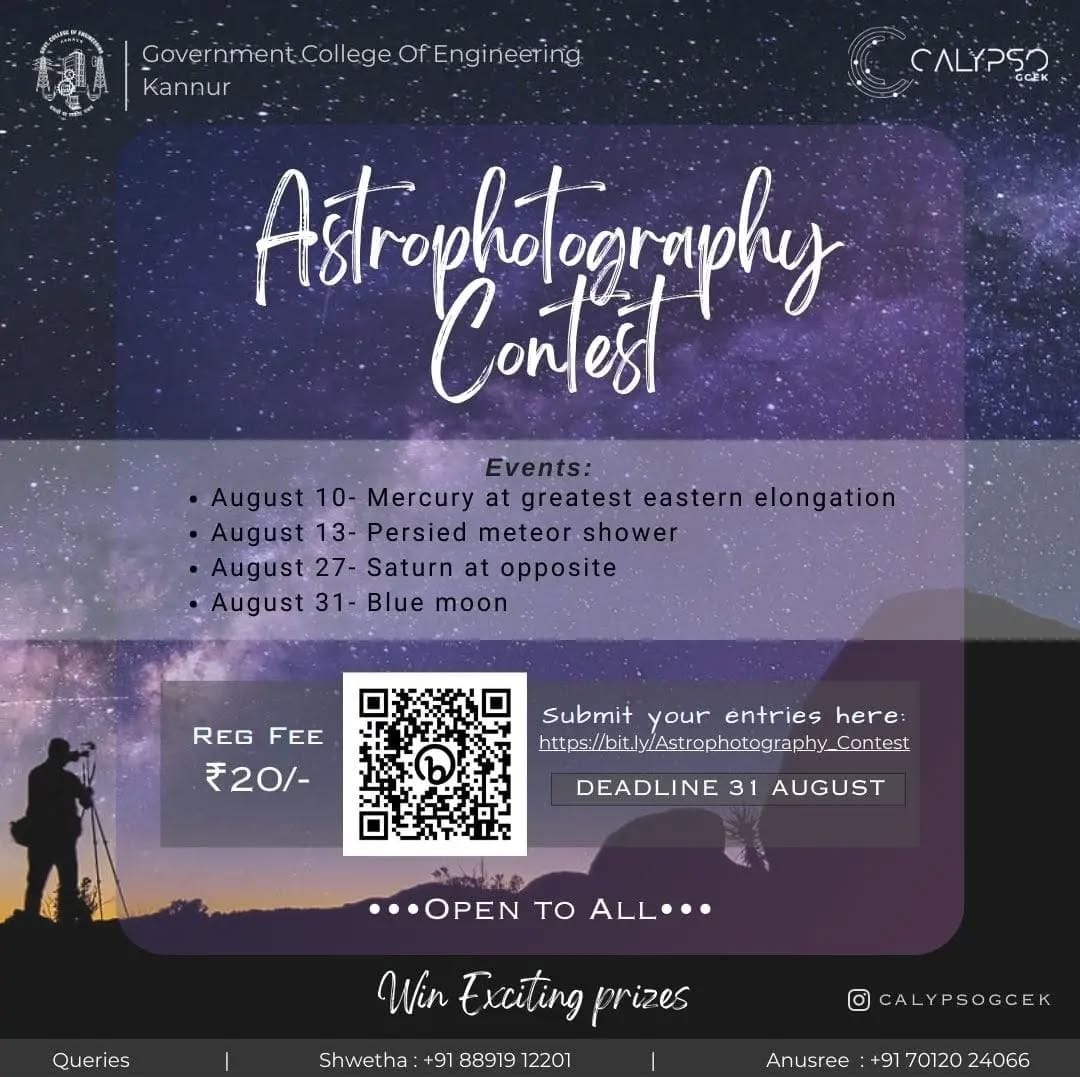 Government College Of Engineering
Kannur
CALYPSO
GCEK
Astrophotography
Contest
Events:
• August 10- Mercury at greatest eastern elongation
• August 13- Persied meteor shower
• August 27- Saturn at opposite
• August 31- Blue moon
REG FEE
₹20/-
Submit your entries here:
https://bit.ly/Astrophotography_Contest
DEADLINE 31 AUGUST
•••OPEN TO ALL•••
Win Exciting prizes
CALYPSOGCEK
Queries | Shwetha : +91 88919 12201 | Anusree : +91 70120 24066